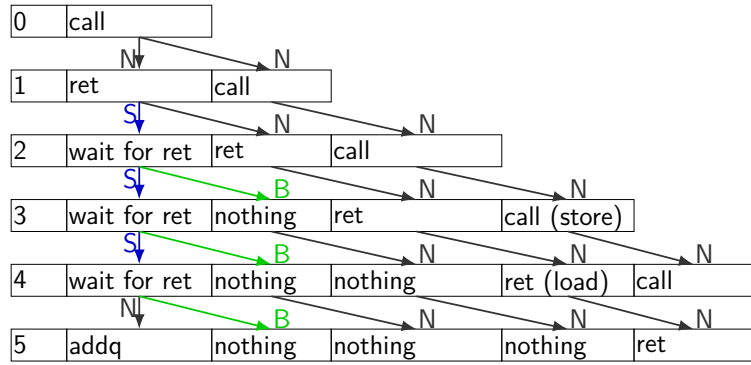 0 call
N N
1 ret call
S N N
2 wait for ret ret call
S B N N
3 wait for ret nothing ret call (store)
S B N N N
4 wait for ret nothing nothing ret (load) call
N B N N N
5 addq nothing nothing nothing ret